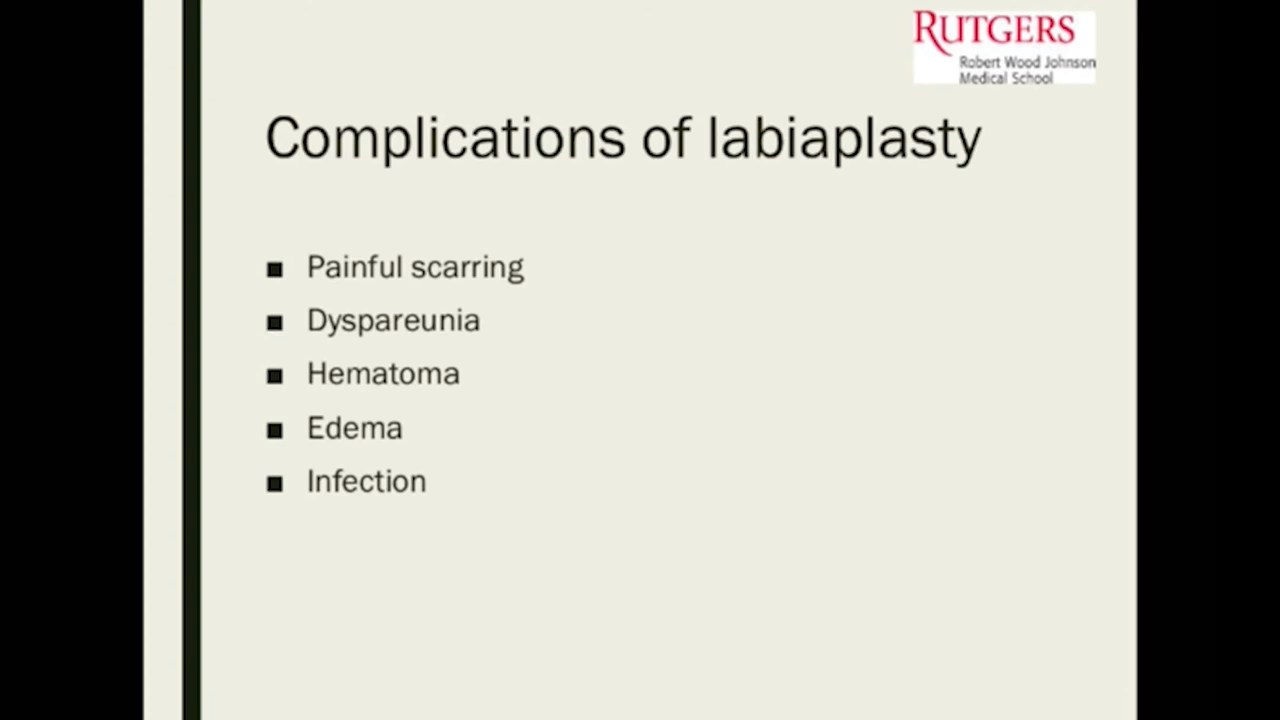 RUTGERS
Robert Wood Johnson
Medical School
Complications of labiaplasty
■ Painful scarring
■ Dyspareunia
■ Hematoma
■ Edema
■ Infection